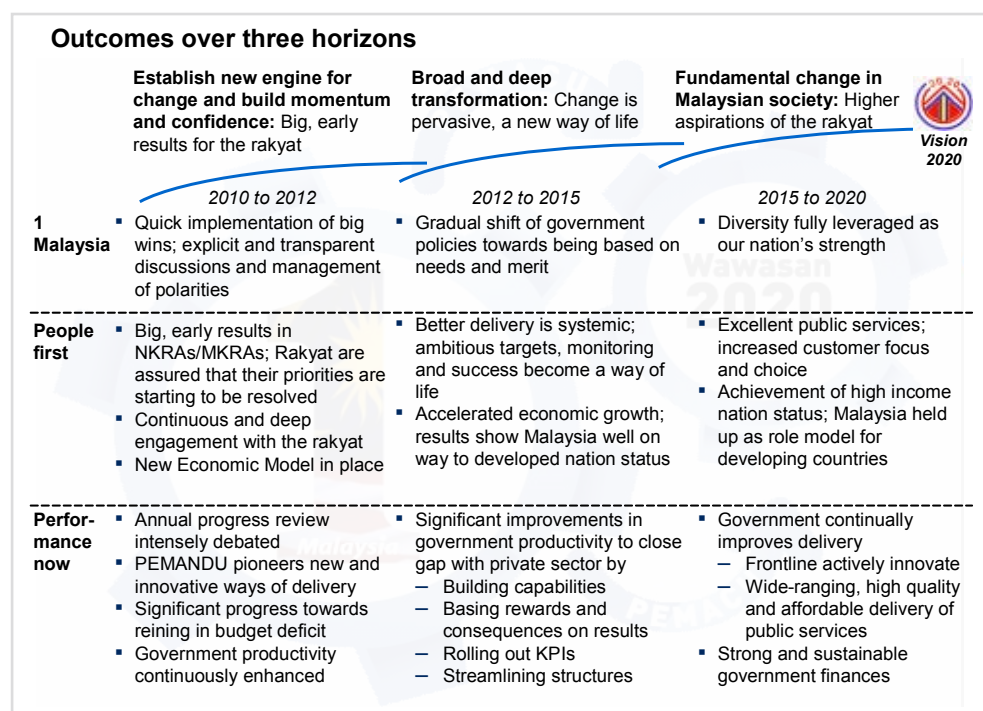 Outcomes over three horizons
Establish new engine for
change and build momentum
and confidence: Big, early
results for the rakyat
Broad and deep
transformation: Change is
pervasive, a new way of life
Fundamental change in
Malaysian society: Higher
aspirations of the rakyat
Vision
2020
2010 to 2012
2012 to 2015
2015 to 2020
1
Malaysia
▪ Quick implementation of big
wins; explicit and transparent
discussions and management
of polarities
▪ Gradual shift of government
policies towards being based on
needs and merit
▪ Diversity fully leveraged as
our nation's strength
Wawasan
2020
People
first
▪ Big, early results in
NKRAs/MKRAs; Rakyat are
assured that their priorities are
starting to be resolved
▪ Continuous and deep
engagement with the rakyat
▪ New Economic Model in place
▪ Better delivery is systemic;
ambitious targets, monitoring
and success become a way of
life
▪ Accelerated economic growth;
results show Malaysia well on
way to developed nation status
▪ Excellent public services;
increased customer focus
and choice
▪ Achievement of high income
nation status; Malaysia held
up as role model for
developing countries
Perfor-
mance
now
▪ Annual progress review
intensely debated
▪ PEMANDU pioneers new and
innovative ways of delivery
▪ Significant progress towards
reining in budget deficit
▪ Government productivity
continuously enhanced
Malaysia
▪ Significant improvements in
government productivity to close
gap with private sector by
– Building capabilities
– Basing rewards and
consequences on results
– Rolling out KPIs
– Streamlining structures
▪ Government continually
improves delivery
– Frontline actively innovate
– Wide-ranging, high quality
and affordable delivery of
public services
▪ Strong and sustainable
government finances